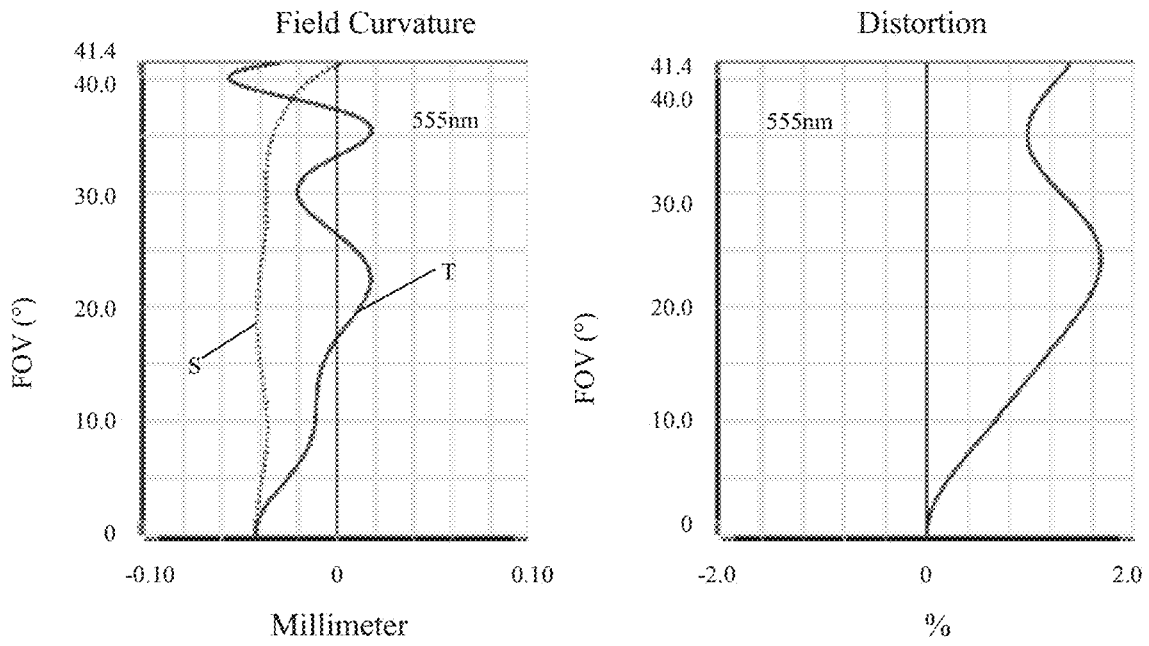 Field Curvature
41.4
40.0
30.0
20.0
10.0
0
FOV (°)
555nm
T
S
-0.10
0
0.10
Millimeter
Distortion
41.4
40.0
30.0
20.0
10.0
0
FOV (°)
555nm
-2.0
0
2.0
%